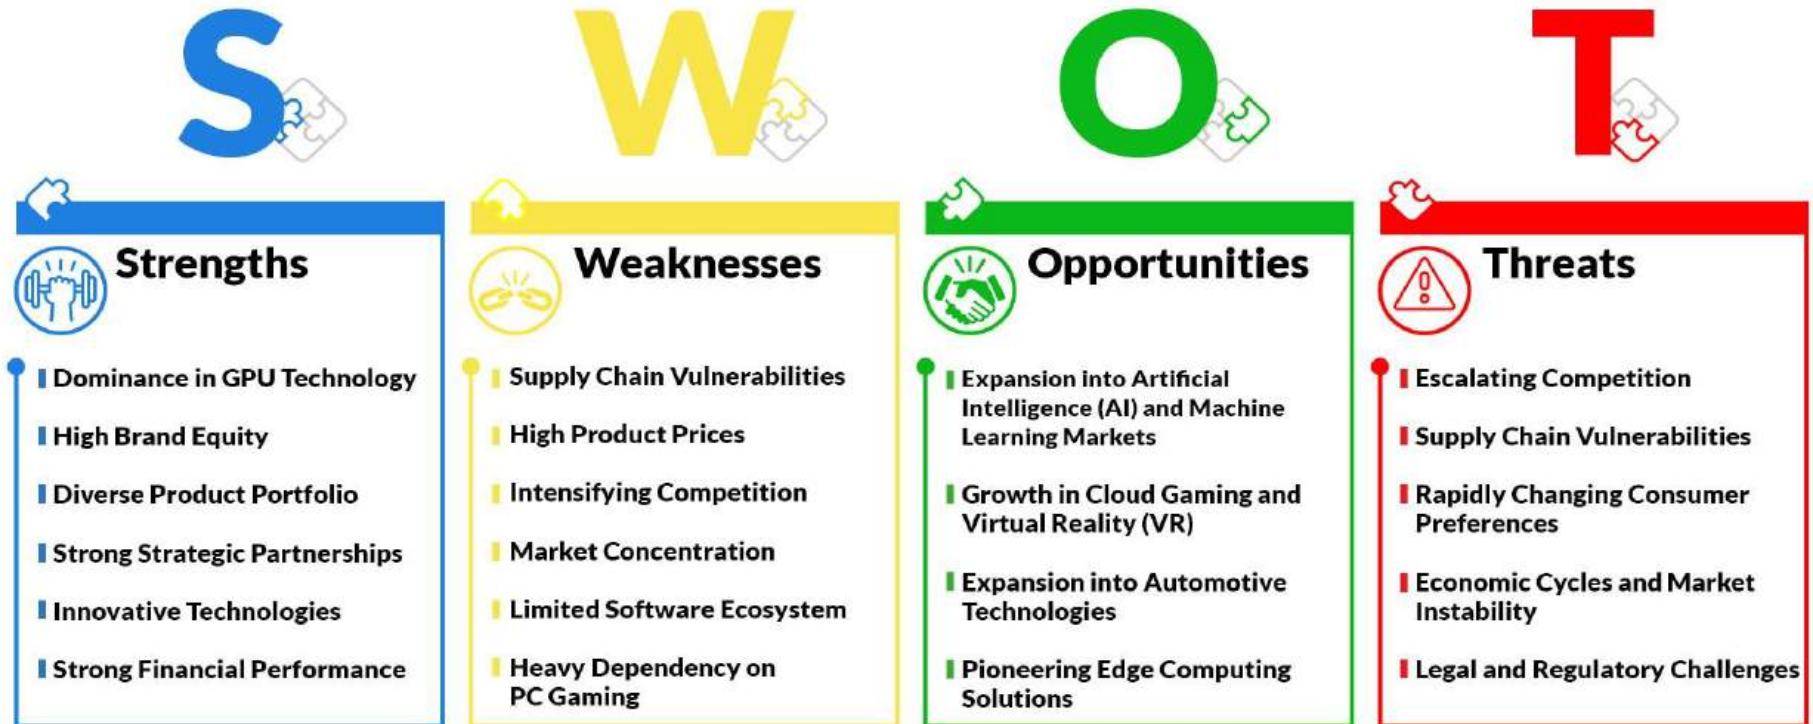 S
W
O
T
Strengths
Dominance in GPU Technology
High Brand Equity
Diverse Product Portfolio
Strong Strategic Partnerships
Innovative Technologies
Strong Financial Performance
Weaknesses
Supply Chain Vulnerabilities
High Product Prices
Intensifying Competition
Market Concentration
Limited Software Ecosystem
Heavy Dependency on
PC Gaming
Opportunities
Expansion into Artificial
Intelligence (AI) and Machine
Learning Markets
Growth in Cloud Gaming and
Virtual Reality (VR)
Expansion into Automotive
Technologies
Pioneering Edge Computing
Solutions
Threats
Escalating Competition
Supply Chain Vulnerabilities
Rapidly Changing Consumer
Preferences
Economic Cycles and Market
Instability
Legal and Regulatory Challenges